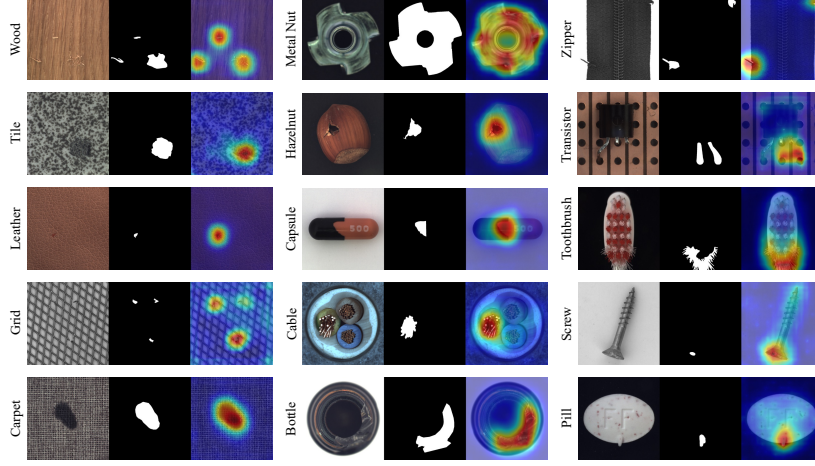 Wood
Metal Nut
Zipper
Tile
Hazelnut
Transistor
Leather
Capsule
500
Toothbrush
Grid
Cable
Screw
Carpet
Bottle
Pill
FF